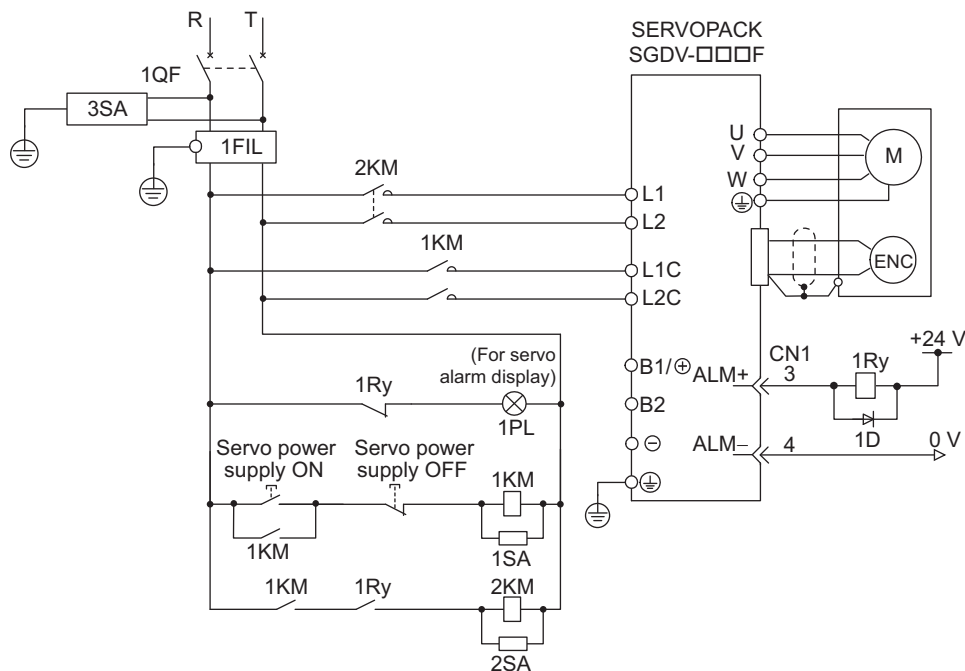 R T
SERVOPACK
SGDV-□□□F
1QF
3SA
1FIL
2KM
U
V
W
M
L1
L2
1KM
L1C
L2C
ENC
(For servo
alarm display)
1Ry
1PL
B1/⊕
B2
⊖
ALM+
CN1
3
1Ry
+24 V
1D
ALM−
4
0 V
Servo power
supply ON
Servo power
supply OFF
1KM
1KM
1SA
1KM
1Ry
2KM
2SA